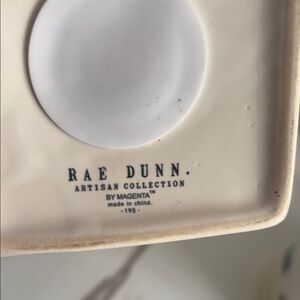 RAE DUNN.
ARTISAN COLLECTION
BY MAGENTA™
made in china.
-195-